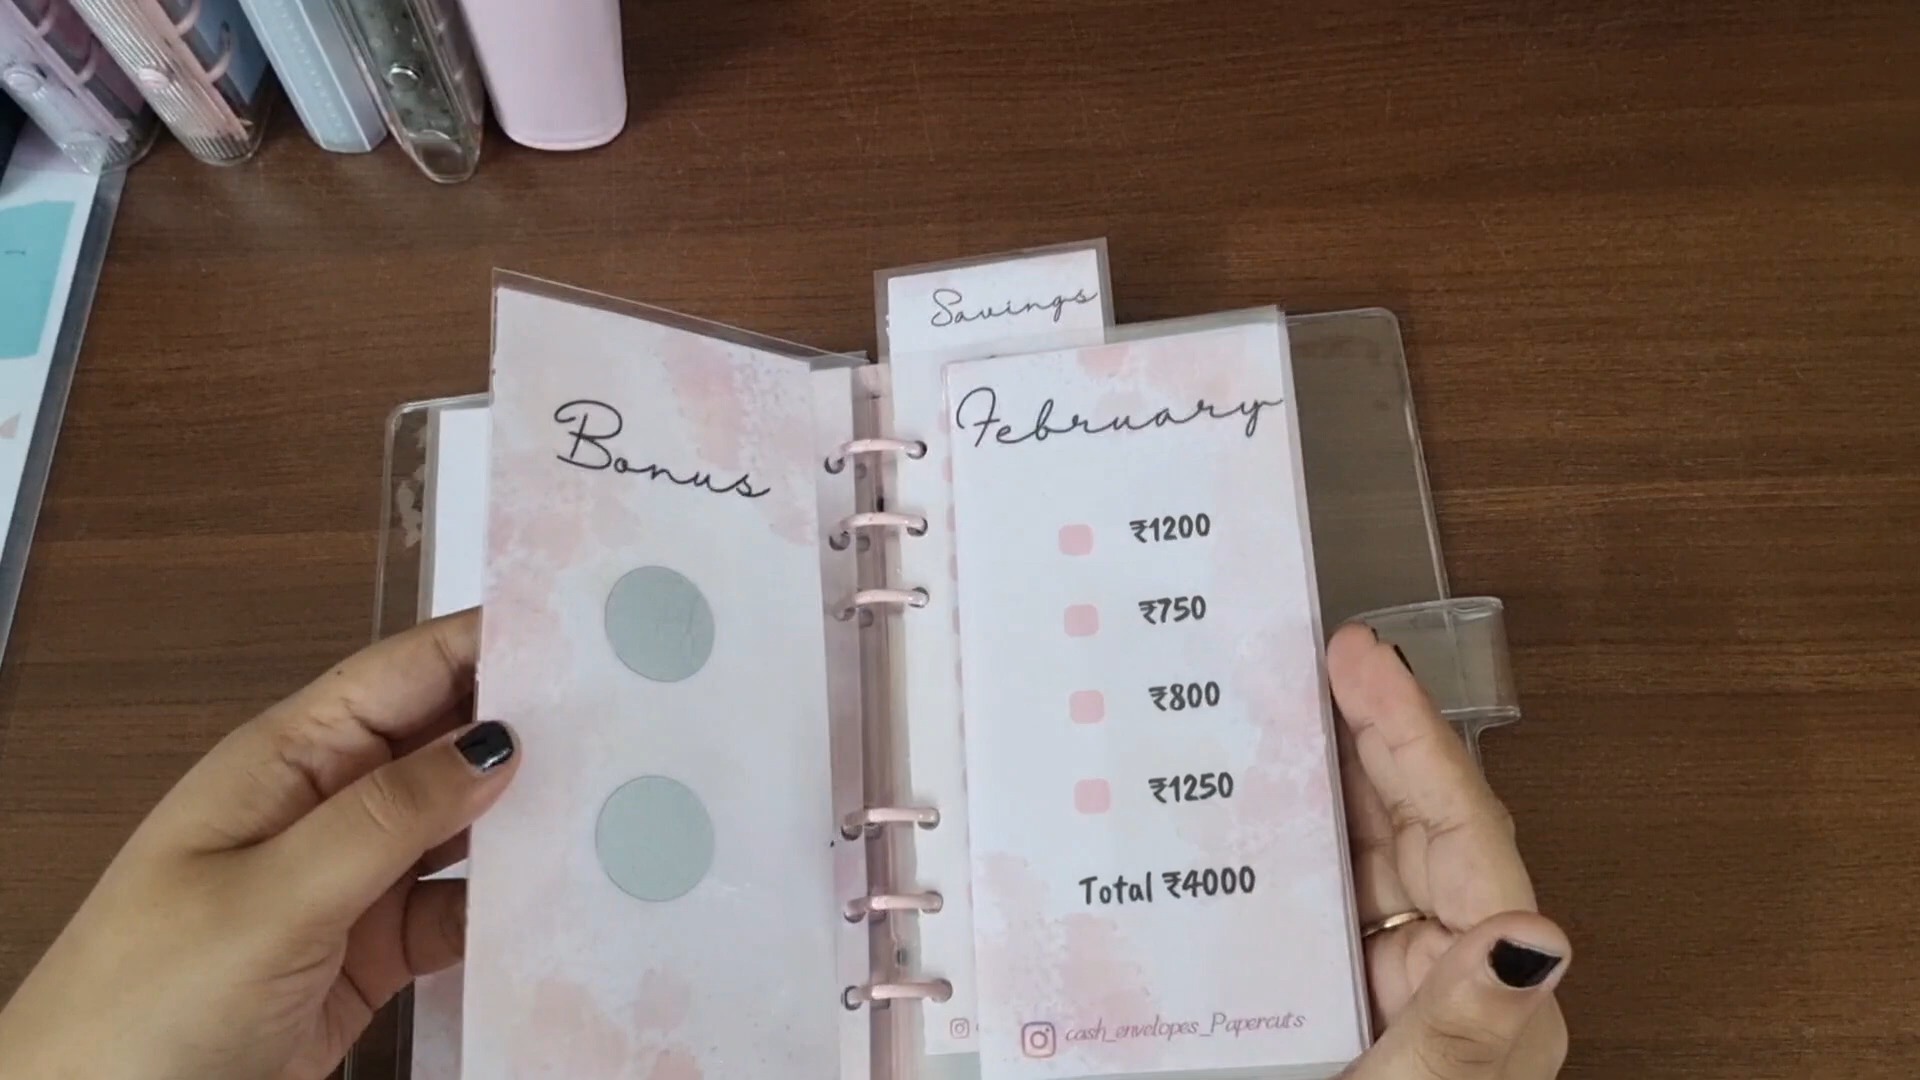 Savings
Bonus
February
₹1200
₹750
₹800
₹1250
Total ₹4000
cash_envelopes_Papercuts